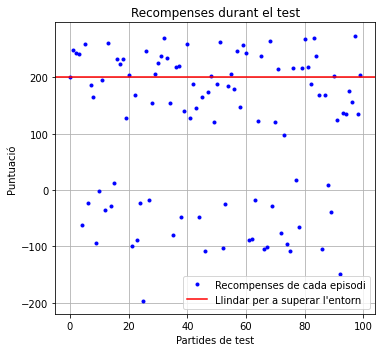 Recompenses durant el test
Puntuació
200
100
0
−100
−200
Recompenses de cada episodi
Llindar per a superar l'entorn
0 20 40 60 80 100
Partides de test